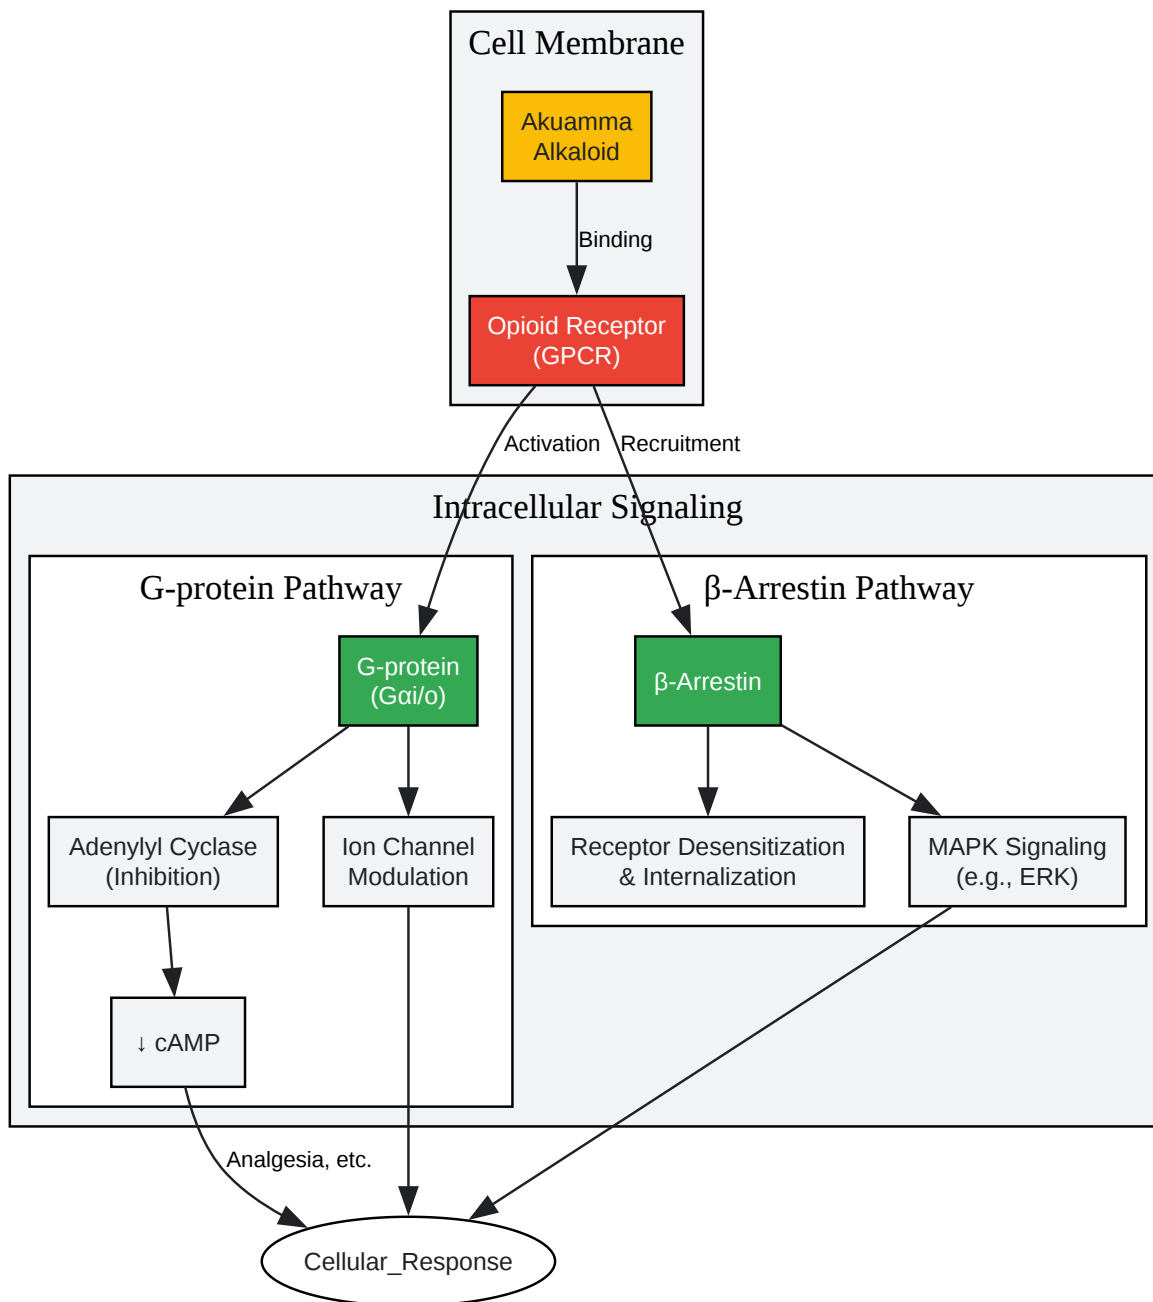 Cell Membrane
Akuamma
Alkaloid
Binding
Opioid Receptor
(GPCR)
Activation
Recruitment
Intracellular Signaling
G-protein Pathway
β-Arrestin Pathway
G-protein
(Gαi/o)
β-Arrestin
Adenylyl Cyclase
(Inhibition)
Ion Channel
Modulation
Receptor Desensitization
& Internalization
MAPK Signaling
(e.g., ERK)
↓ cAMP
Analgesia, etc.
Cellular_Response